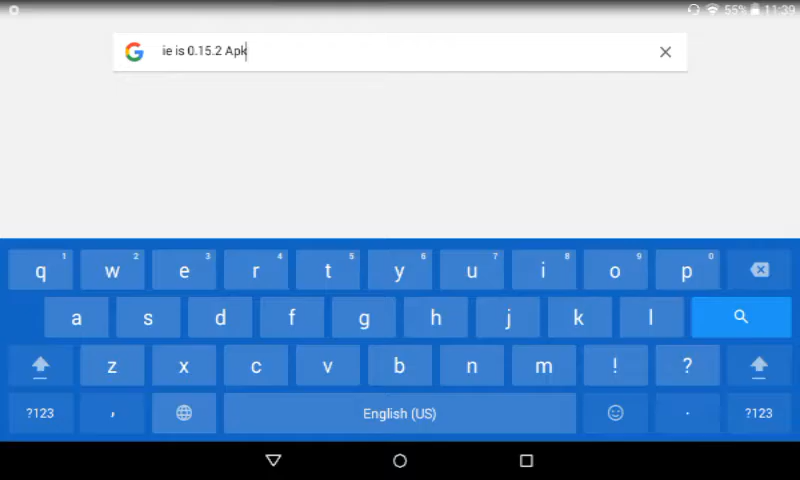 55% 11:39
G ie is 0.15.2 Apk
q 1 w 2 e 3 r 4 t 5 y 6 u 7 i 8 o 9 p 0
a s d f g h j k l
z x c v b n m ! ?
?123 , English (US) . ?123